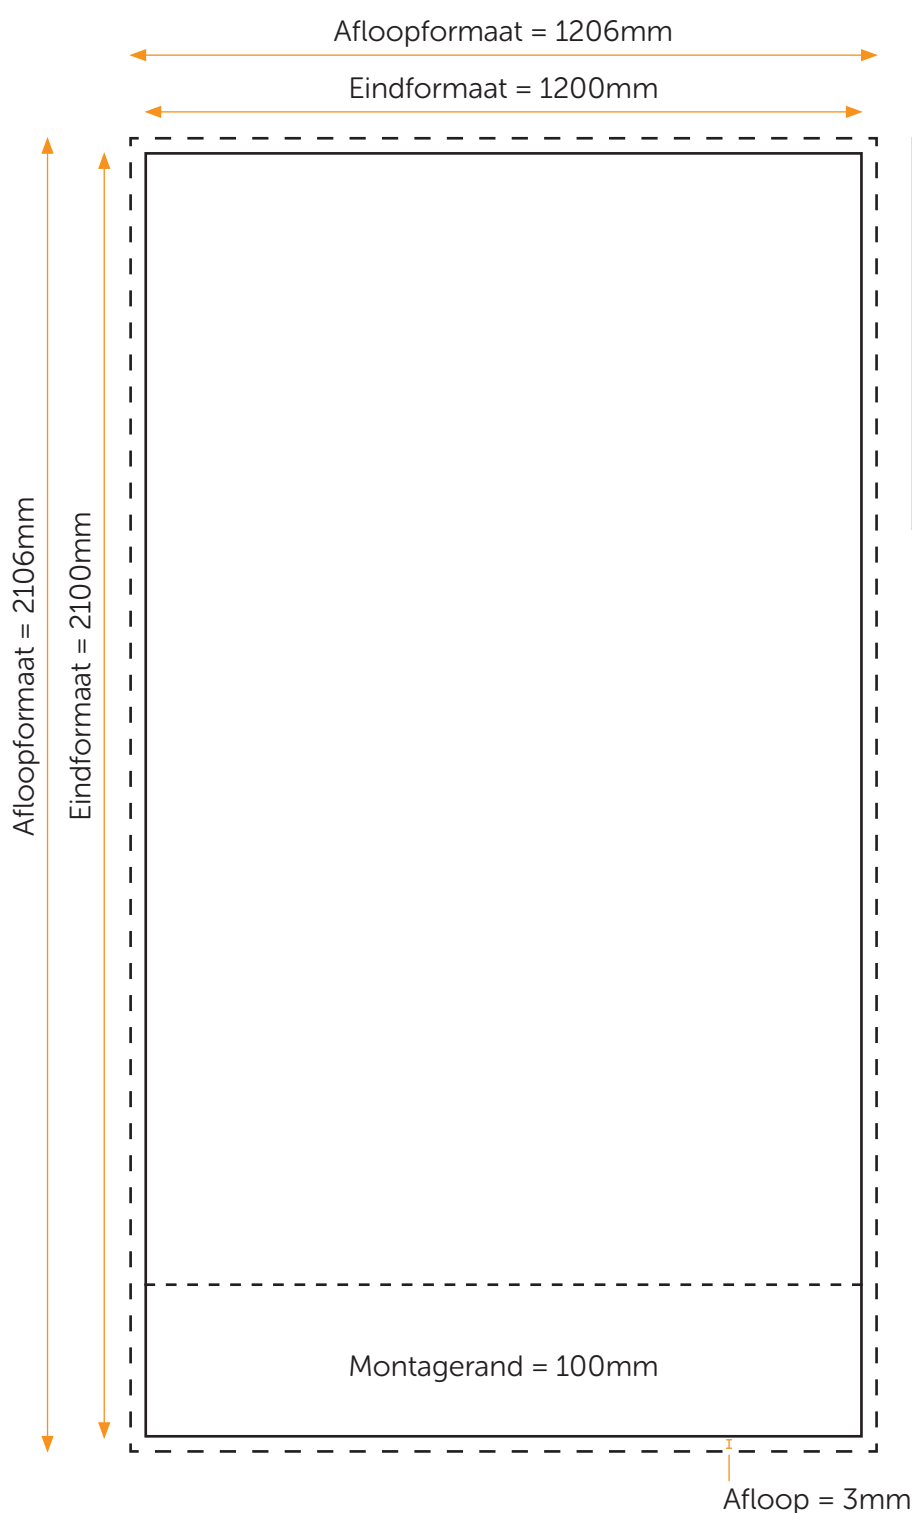 Afloopformaat = 1206mm
Eindformaat = 1200mm
Afloopformaat = 2106mm
Eindformaat = 2100mm
Montagerand = 100mm
Afloop = 3mm